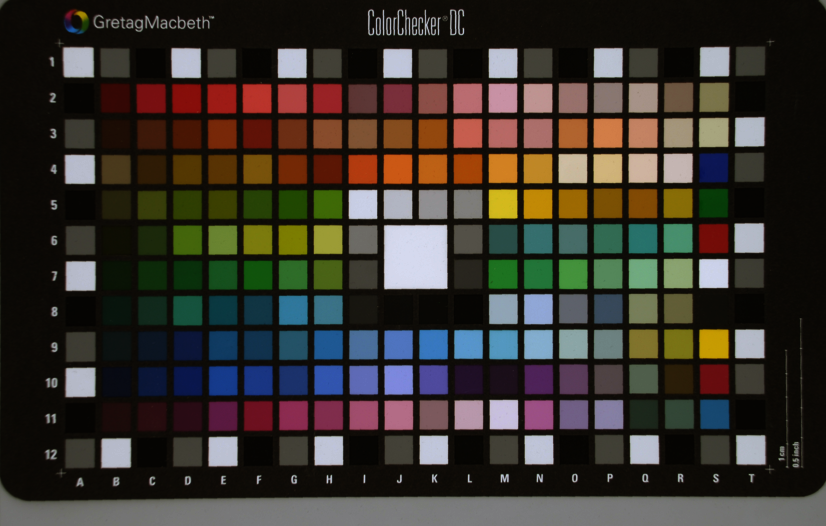 GretagMacbeth™
ColorChecker® DC
1
2
3
4
5
6
7
8
9
10
11
12
A B C D E F G H I J K L M N O P Q R S T
1 cm
0.5 inch